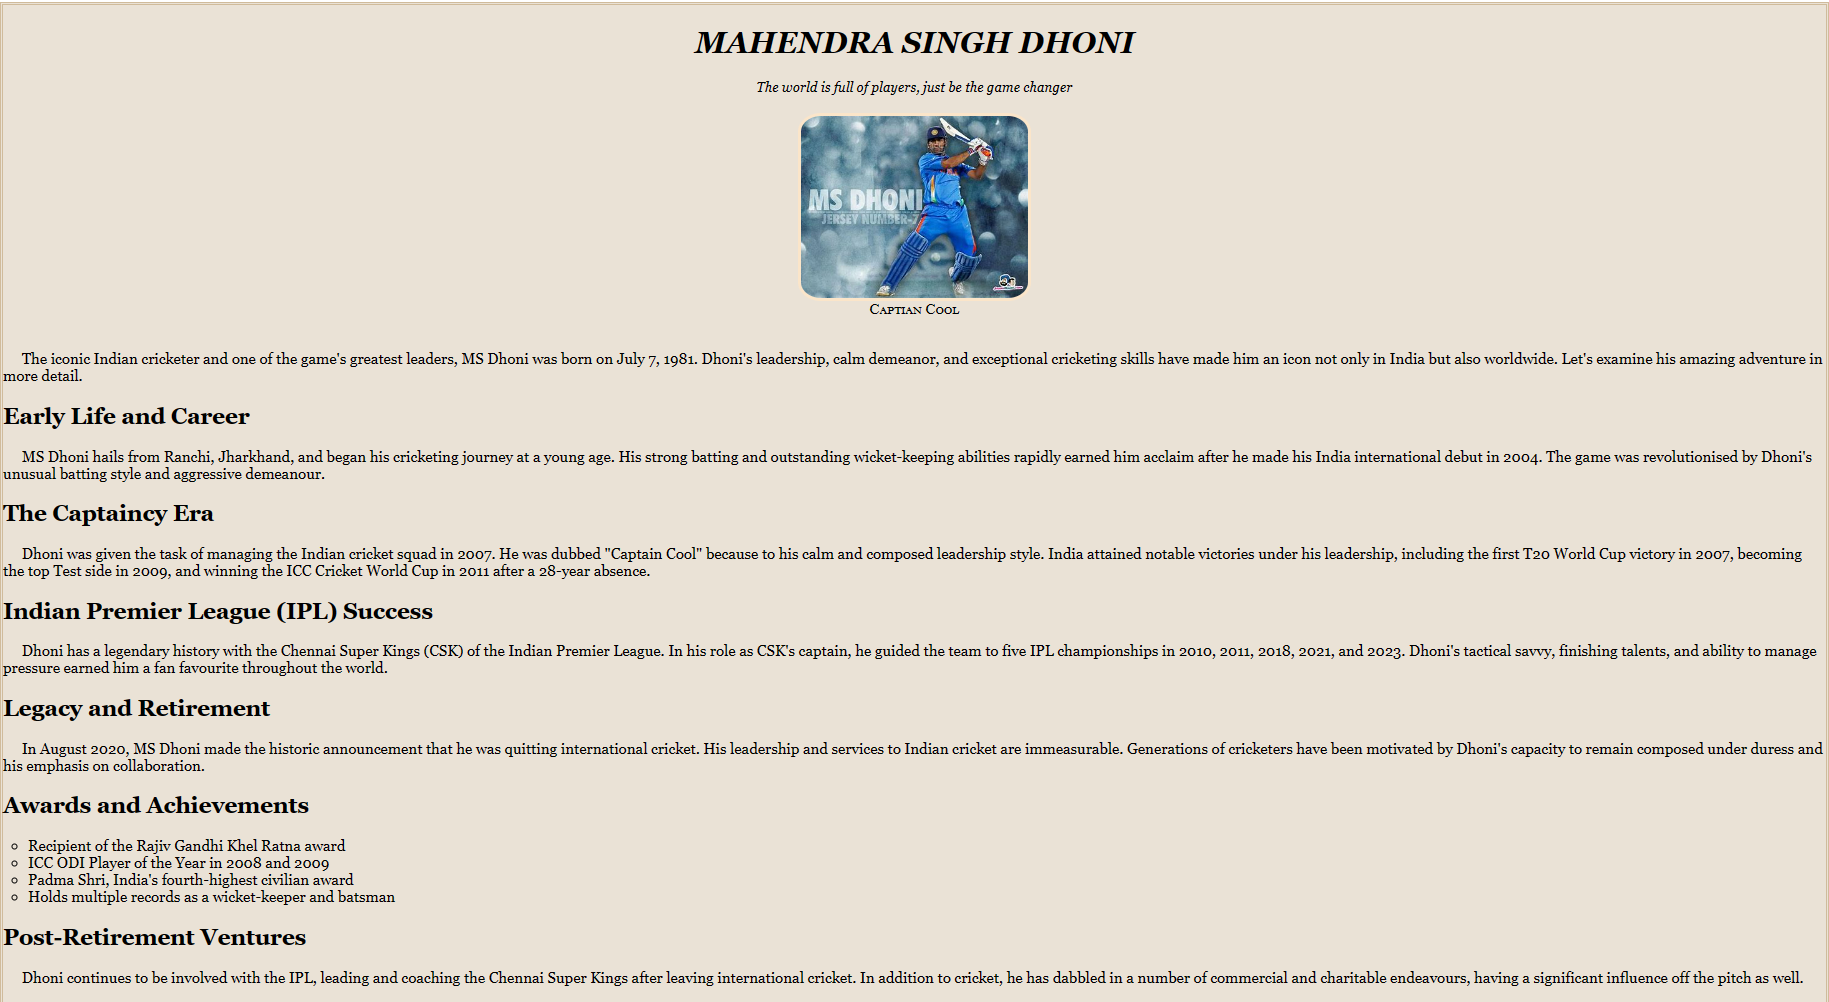 MAHENDRA SINGH DHONI
The world is full of players, just be the game changer
MS DHONI
JERSEY NUMBER-7
Captian Cool
The iconic Indian cricketer and one of the game's greatest leaders, MS Dhoni was born on July 7, 1981. Dhoni's leadership, calm demeanor, and exceptional cricketing skills have made him an icon not only in India but also worldwide. Let's examine his amazing adventure in
more detail.
Early Life and Career
MS Dhoni hails from Ranchi, Jharkhand, and began his cricketing journey at a young age. His strong batting and outstanding wicket-keeping abilities rapidly earned him acclaim after he made his India international debut in 2004. The game was revolutionised by Dhoni's
unusual batting style and aggressive demeanour.
The Captaincy Era
Dhoni was given the task of managing the Indian cricket squad in 2007. He was dubbed "Captain Cool" because to his calm and composed leadership style. India attained notable victories under his leadership, including the first T20 World Cup victory in 2007, becoming
the top Test side in 2009, and winning the ICC Cricket World Cup in 2011 after a 28-year absence.
Indian Premier League (IPL) Success
Dhoni has a legendary history with the Chennai Super Kings (CSK) of the Indian Premier League. In his role as CSK's captain, he guided the team to five IPL championships in 2010, 2011, 2018, 2021, and 2023. Dhoni's tactical savvy, finishing talents, and ability to manage
pressure earned him a fan favourite throughout the world.
Legacy and Retirement
In August 2020, MS Dhoni made the historic announcement that he was quitting international cricket. His leadership and services to Indian cricket are immeasurable. Generations of cricketers have been motivated by Dhoni's capacity to remain composed under duress and
his emphasis on collaboration.
Awards and Achievements
Recipient of the Rajiv Gandhi Khel Ratna award
ICC ODI Player of the Year in 2008 and 2009
Padma Shri, India's fourth-highest civilian award
Holds multiple records as a wicket-keeper and batsman
Post-Retirement Ventures
Dhoni continues to be involved with the IPL, leading and coaching the Chennai Super Kings after leaving international cricket. In addition to cricket, he has dabbled in a number of commercial and charitable endeavours, having a significant influence off the pitch as well.